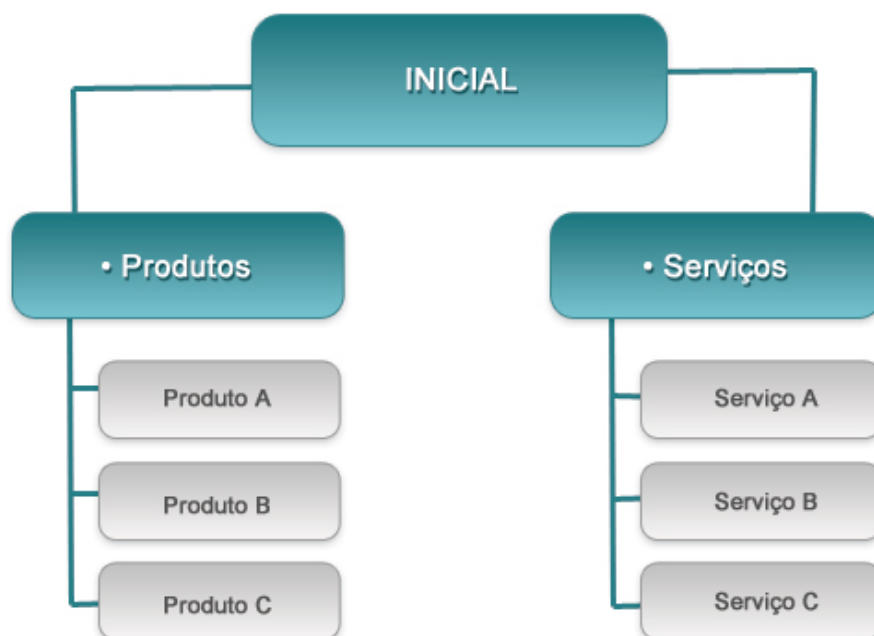 INICIAL
• Produtos
Produto A
Produto B
Produto C
• Serviços
Serviço A
Serviço B
Serviço C